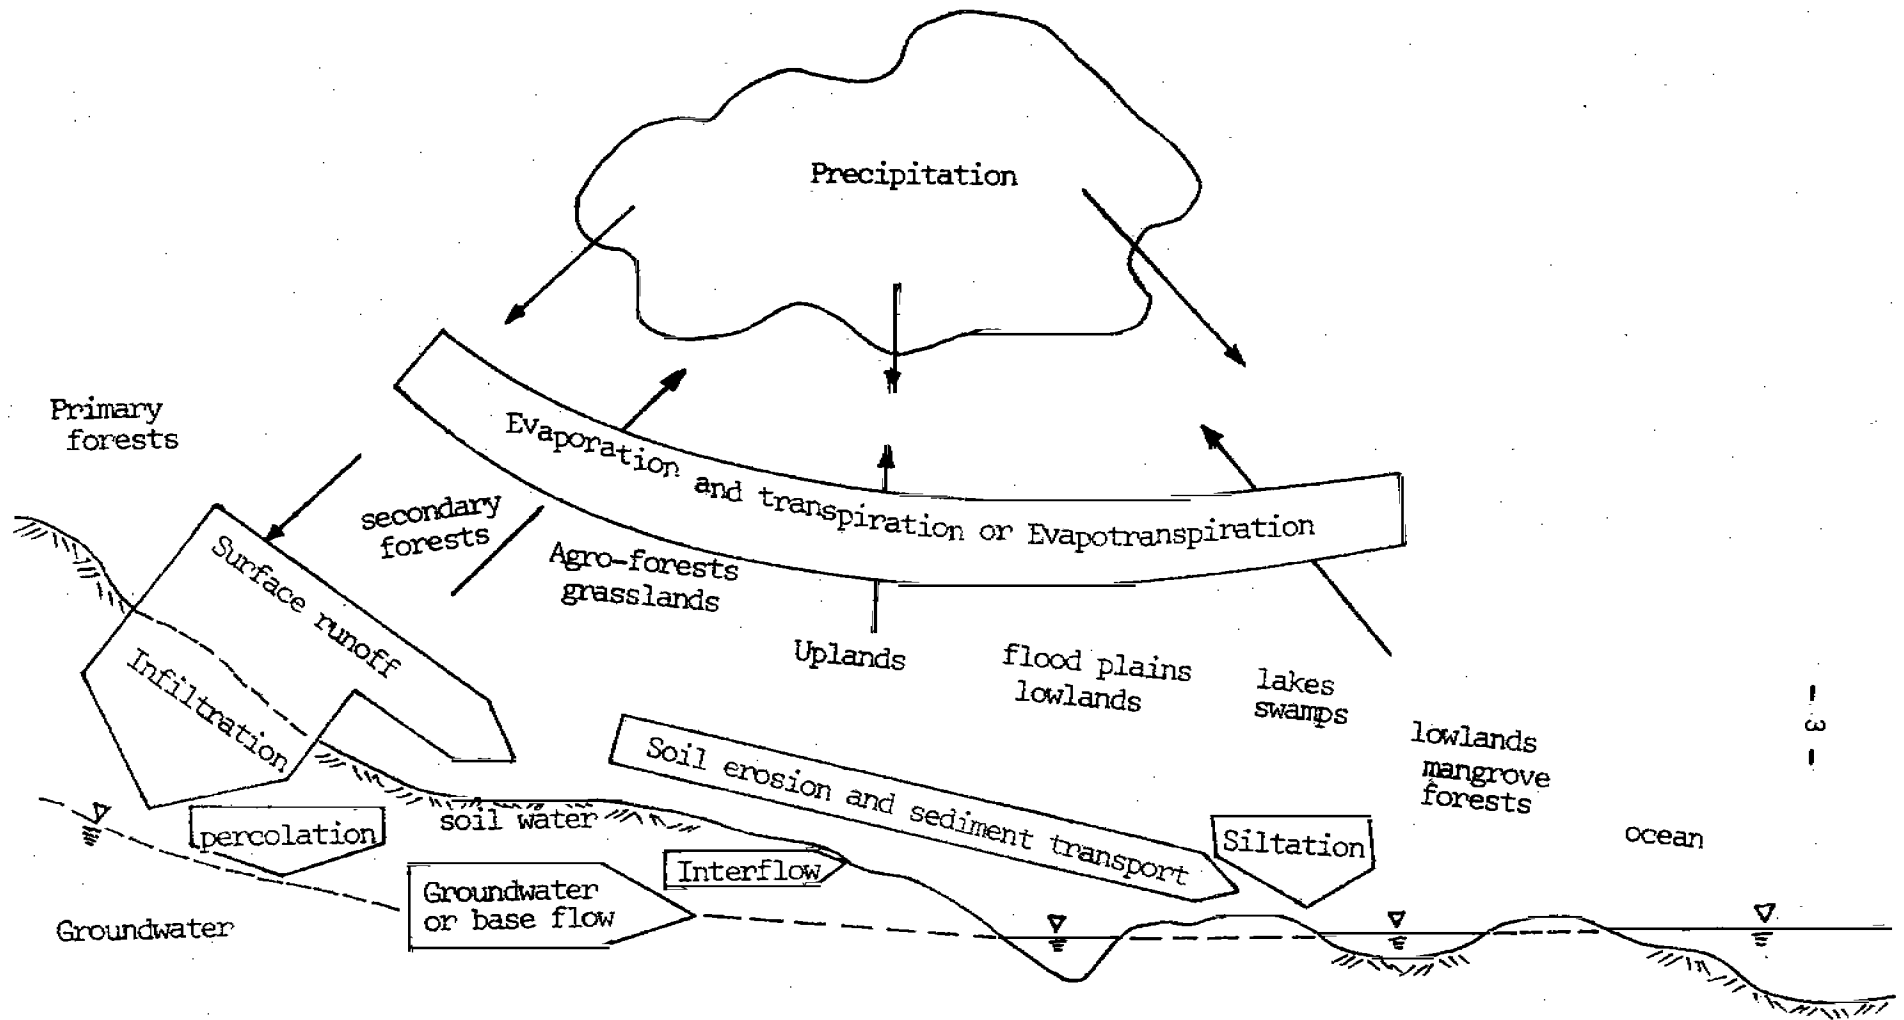 Precipitation
Primary
forests
Evaporation and transpiration or Evapotranspiration
secondary
forests
Agro-forests
grasslands
Surface runoff
Infiltration
Uplands
flood plains
lowlands
lakes
swamps
lowlands
mangrove
forests
- 3 -
Soil erosion and sediment transport
Siltation
ocean
percolation
soil water
Interflow
Groundwater
or base flow
Groundwater